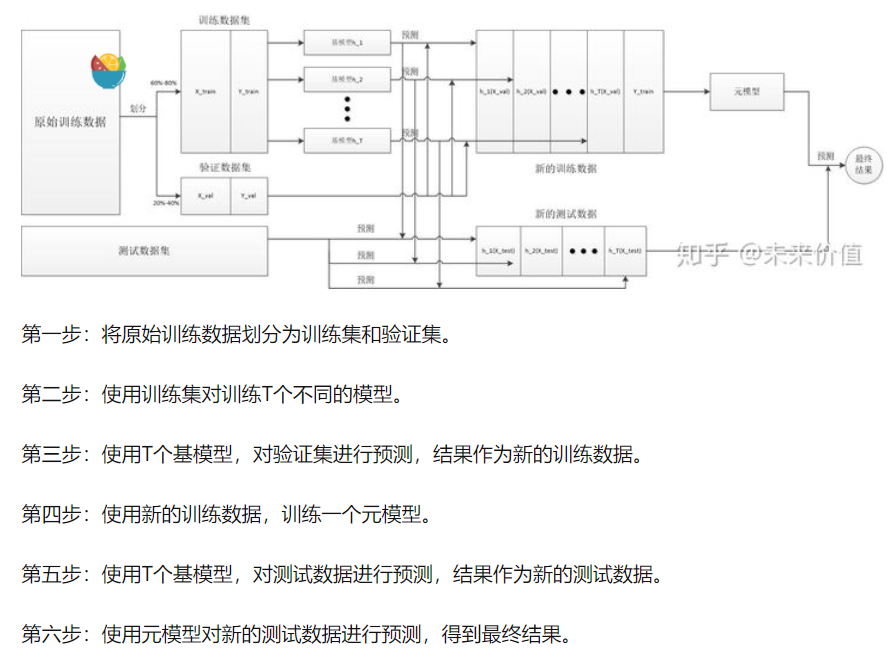 训练数据集
原始训练数据
划分
60%-80%
20%-40%
X_train
Y_train
基模型h_1
基模型h_2
基模型h_T
预测
预测
预测
h_1(X_val)
h_2(X_val)
h_T(X_val)
Y_train
新的训练数据
元模型
预测
最终
结果
验证数据集
X_val
Y_val
测试数据集
预测
预测
预测
新的测试数据
h_1(X_test)
h_2(X_test)
h_T(X_test)
知乎 @未来价值
第一步：将原始训练数据划分为训练集和验证集。
第二步：使用训练集对训练T个不同的模型。
第三步：使用T个基模型，对验证集进行预测，结果作为新的训练数据。
第四步：使用新的训练数据，训练一个元模型。
第五步：使用T个基模型，对测试数据进行预测，结果作为新的测试数据。
第六步：使用元模型对新的测试数据进行预测，得到最终结果。